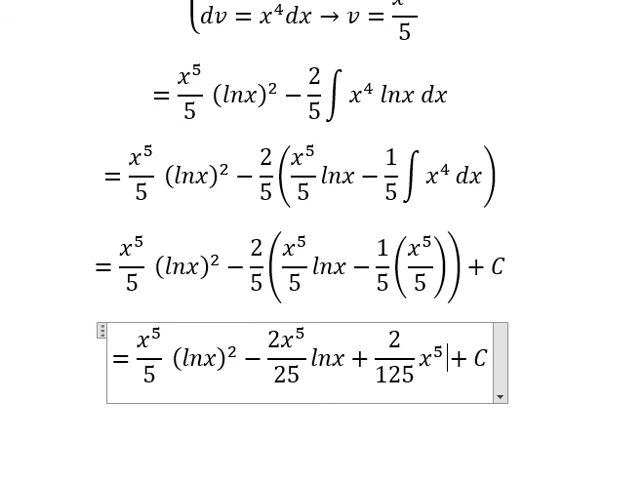 dv = x⁴dx → v = x/5
= x⁵/5 (lnx)² − 2/5 ∫ x⁴ lnx dx
= x⁵/5 (lnx)² − 2/5 (x⁵/5 lnx − 1/5 ∫ x⁴ dx)
= x⁵/5 (lnx)² − 2/5 (x⁵/5 lnx − 1/5 (x⁵/5)) + C
= x⁵/5 (lnx)² − 2x⁵/25 lnx + 2/125 x⁵ + C